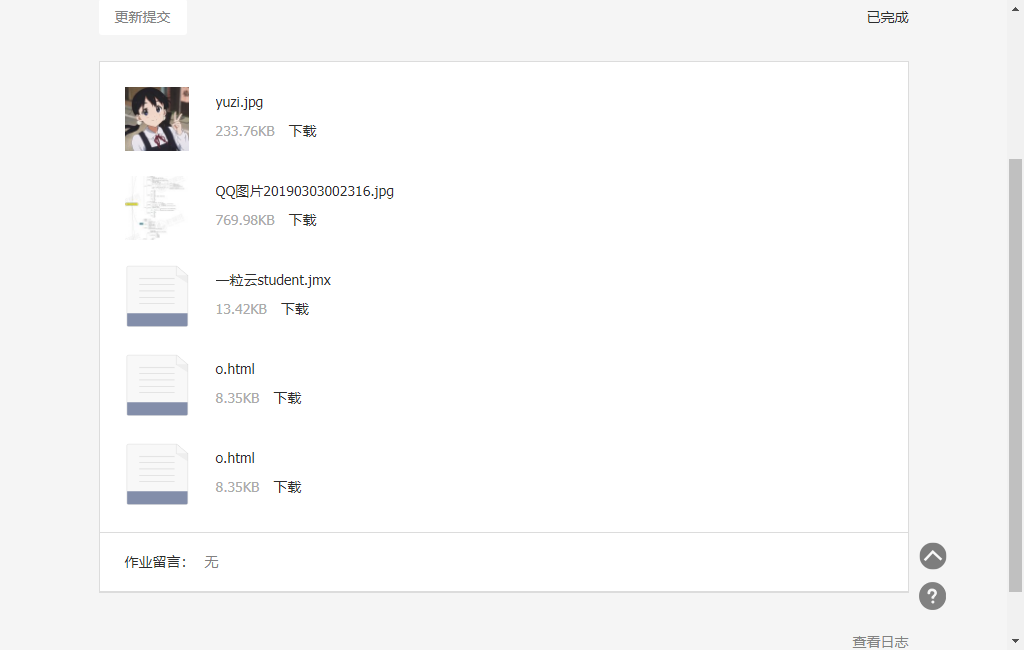 更新提交 已完成
yuzi.jpg
233.76KB 下载
QQ图片20190303002316.jpg
769.98KB 下载
一粒云student.jmx
13.42KB 下载
o.html
8.35KB 下载
o.html
8.35KB 下载
作业留言： 无
?
查看日志